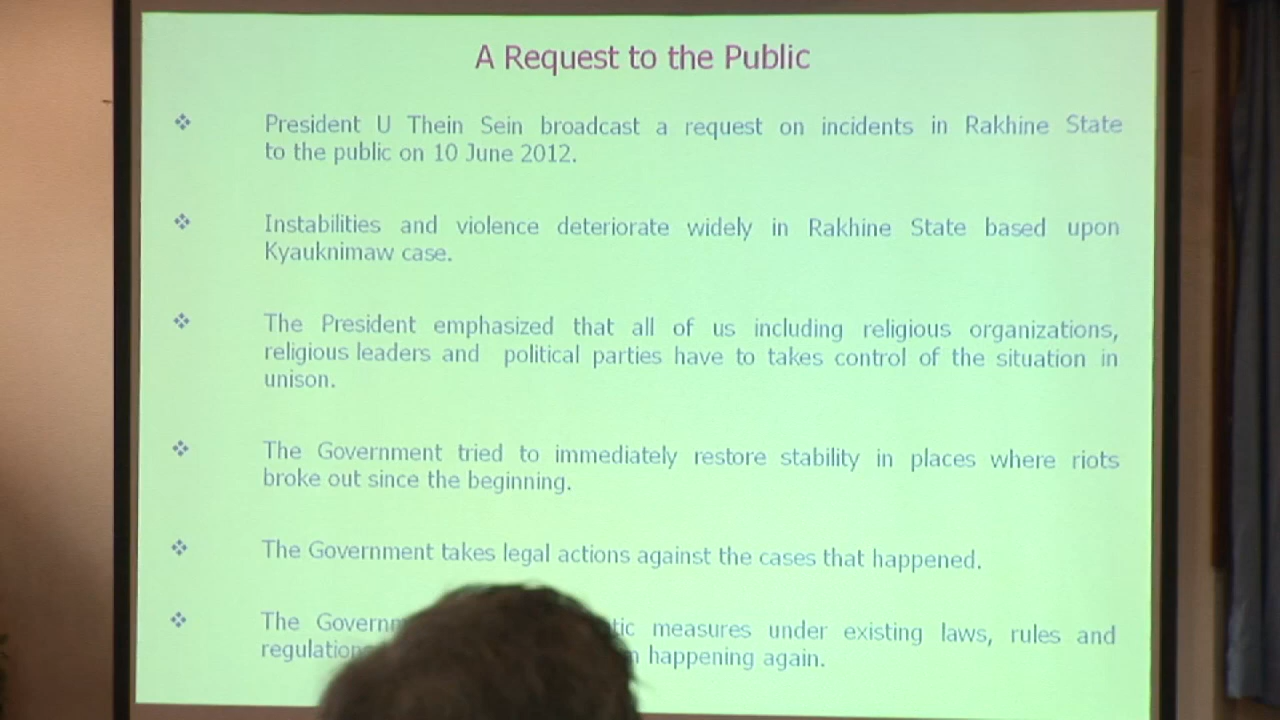 A Request to the Public
President U Thein Sein broadcast a request on incidents in Rakhine State
to the public on 10 June 2012.
Instabilities and violence deteriorate widely in Rakhine State based upon
Kyauknimaw case.
The President emphasized that all of us including religious organizations,
religious leaders and political parties have to takes control of the situation in
unison.
The Government tried to immediately restore stability in places where riots
broke out since the beginning.
The Government takes legal actions against the cases that happened.
The measures under existing laws, rules and
happening again.